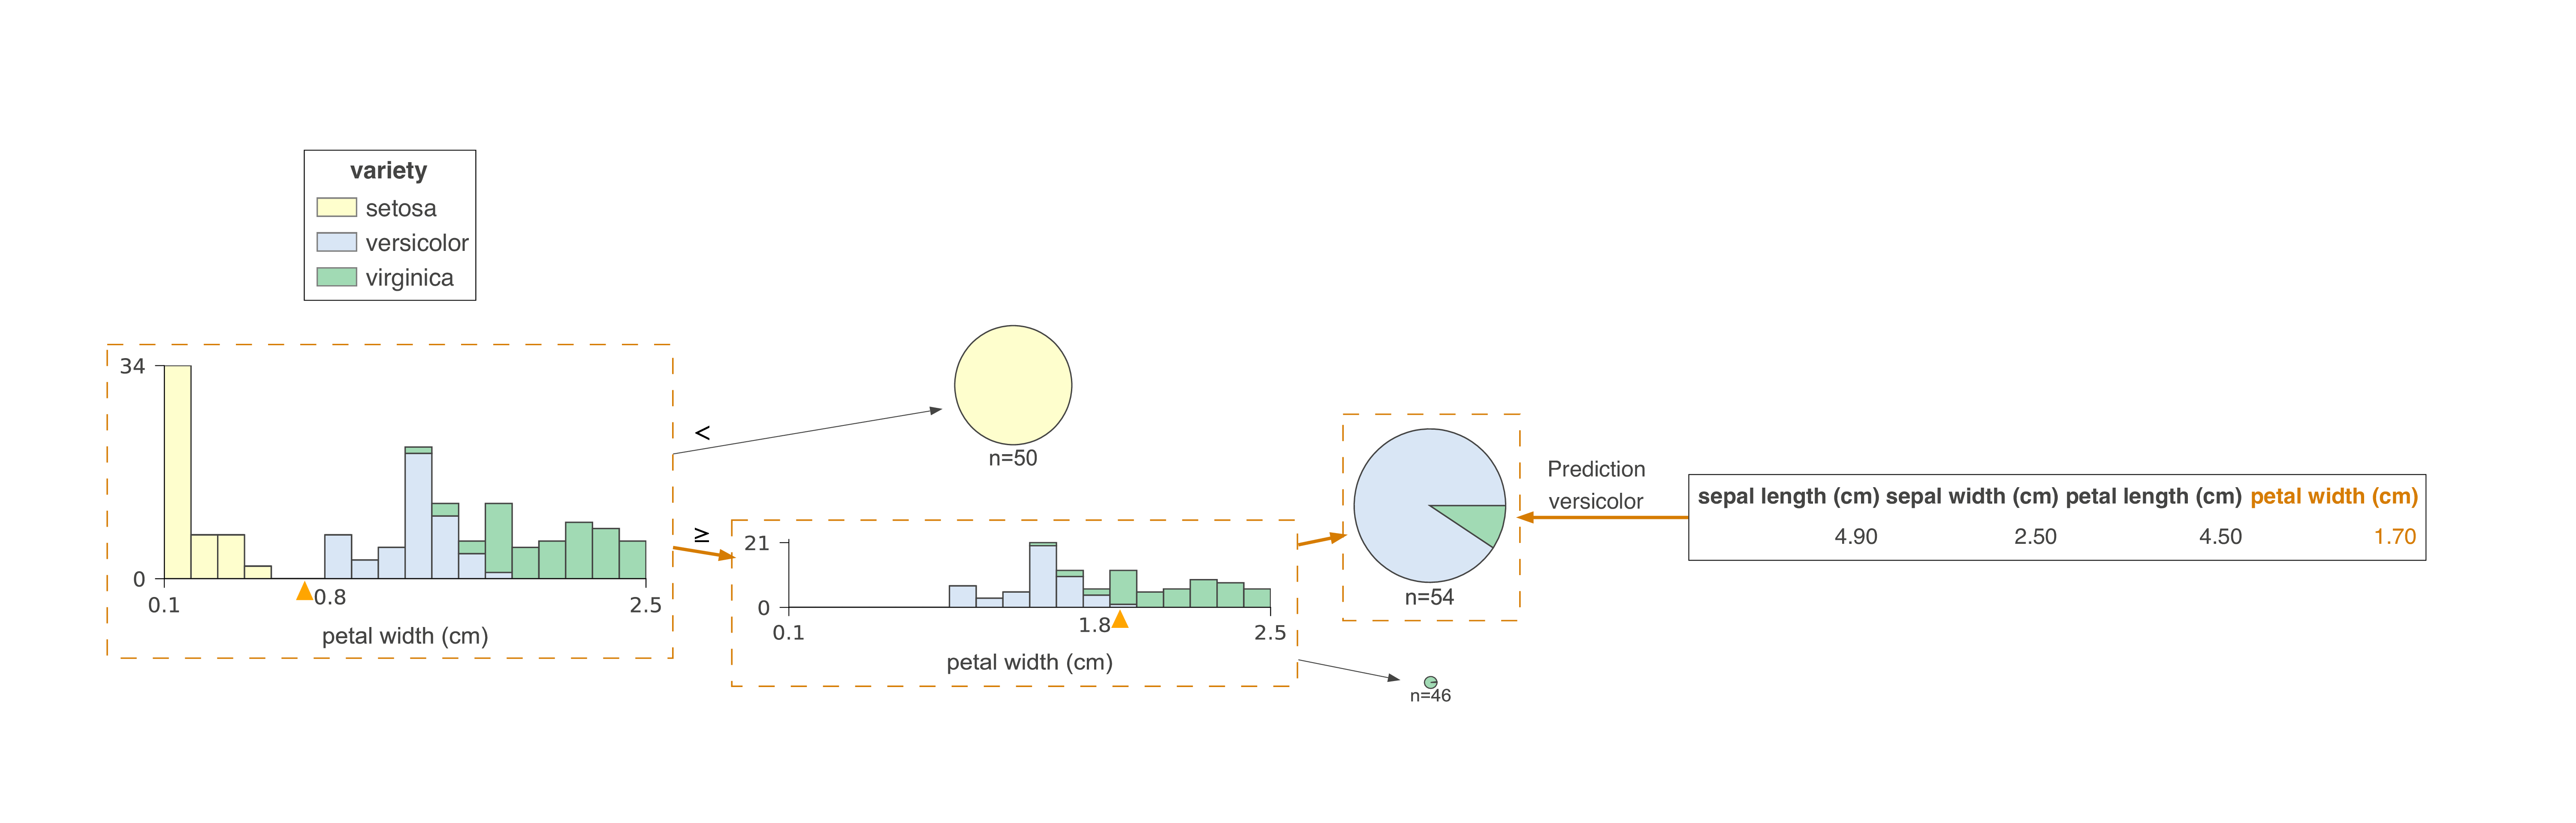 variety
setosa
versicolor
virginica
34
0
0.1
0.8
2.5
petal width (cm)
<
≥
n=50
21
0
0.1
1.8
2.5
petal width (cm)
n=54
n=46
Prediction
versicolor
sepal length (cm) sepal width (cm) petal length (cm) petal width (cm)
4.90 2.50 4.50 1.70